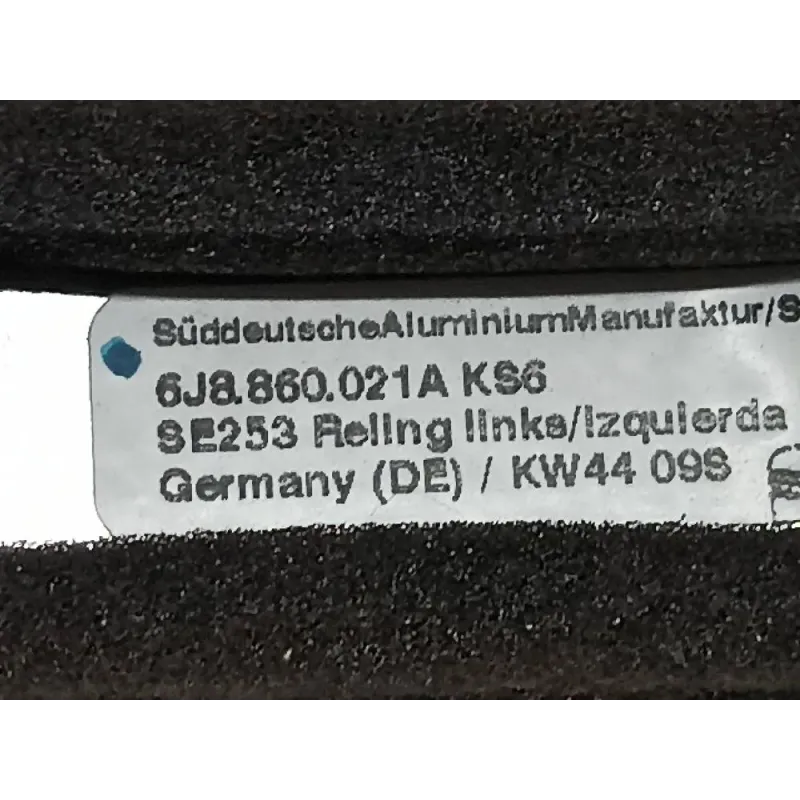 SüddeutscheAluminiumManufaktur/S
6J8.860.021A KS6
SE253 Reling links/Izquierda
Germany (DE) / KW44 09S